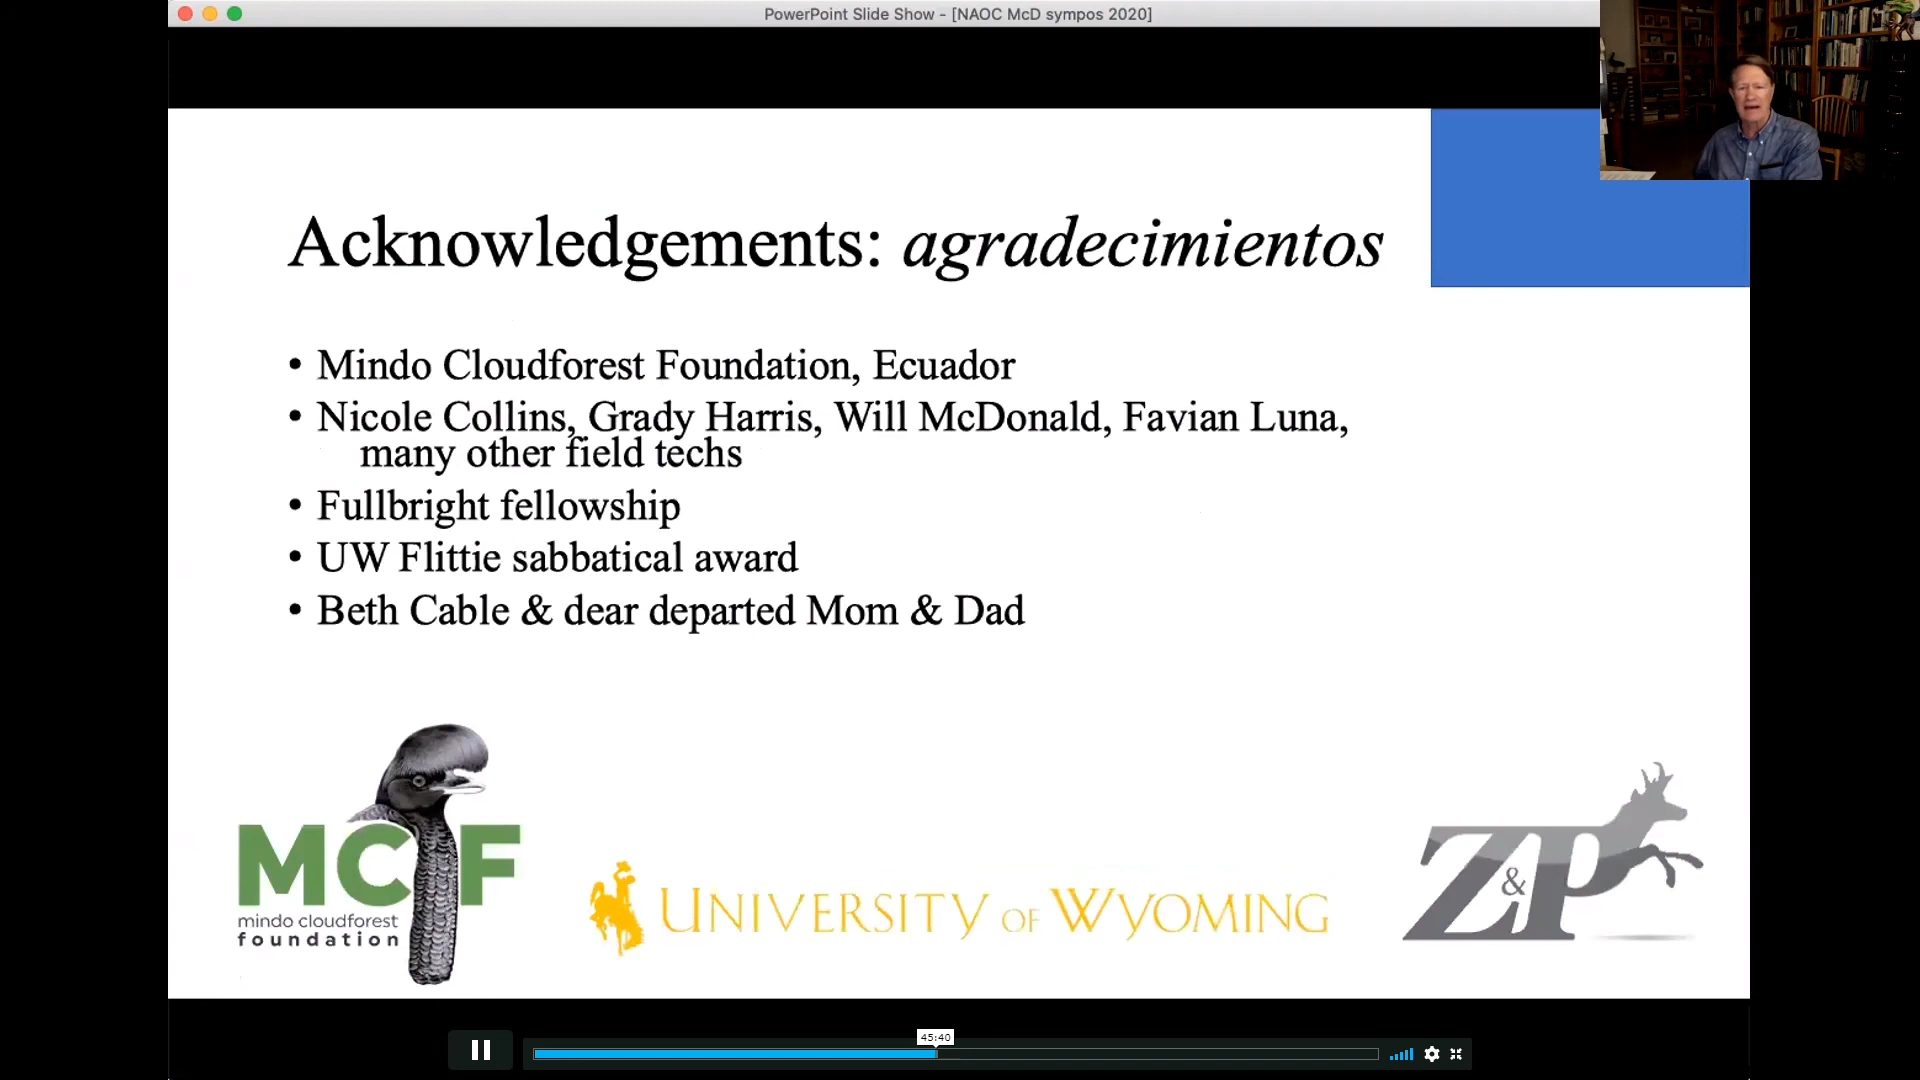 PowerPoint Slide Show - [NAOC McD sympos 2020]
Acknowledgements: agradecimientos
• Mindo Cloudforest Foundation, Ecuador
• Nicole Collins, Grady Harris, Will McDonald, Favian Luna,
many other field techs
• Fullbright fellowship
• UW Flittie sabbatical award
• Beth Cable & dear departed Mom & Dad
MCF
mindo cloudforest
foundation
UNIVERSITY OF WYOMING
Z&P
45:40